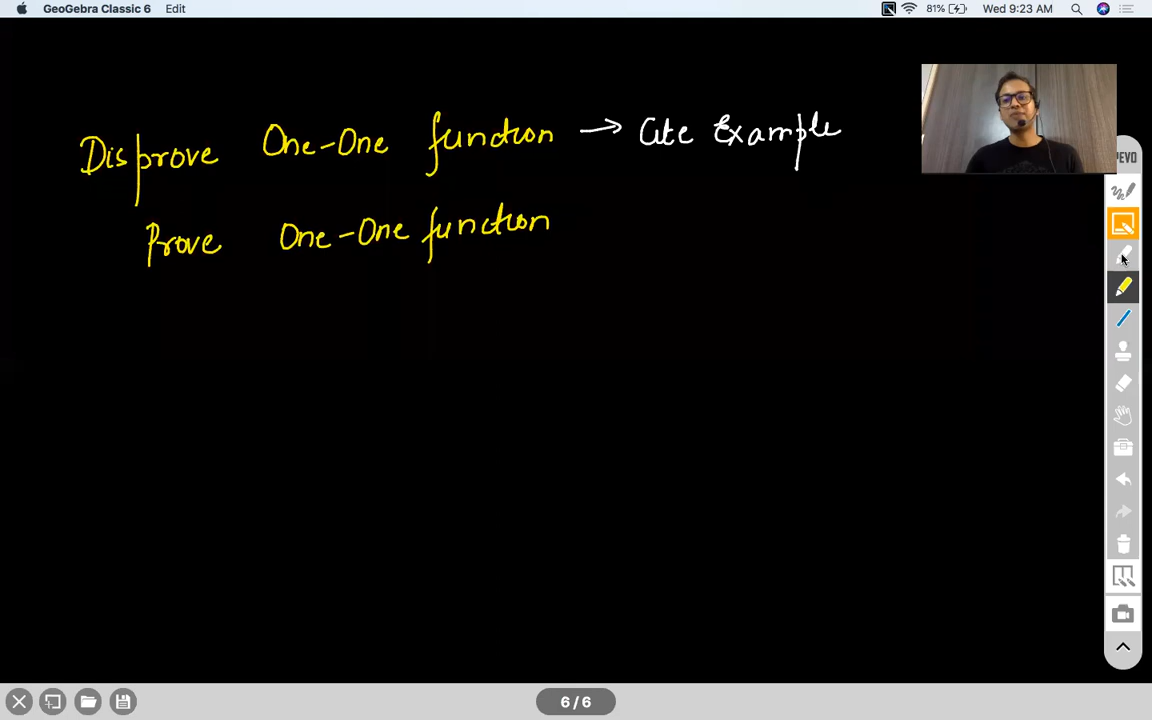 GeoGebra Classic 6 Edit 81% Wed 9:23 AM
Disprove One-One function → Cite Example
Prove One-One function
6 / 6